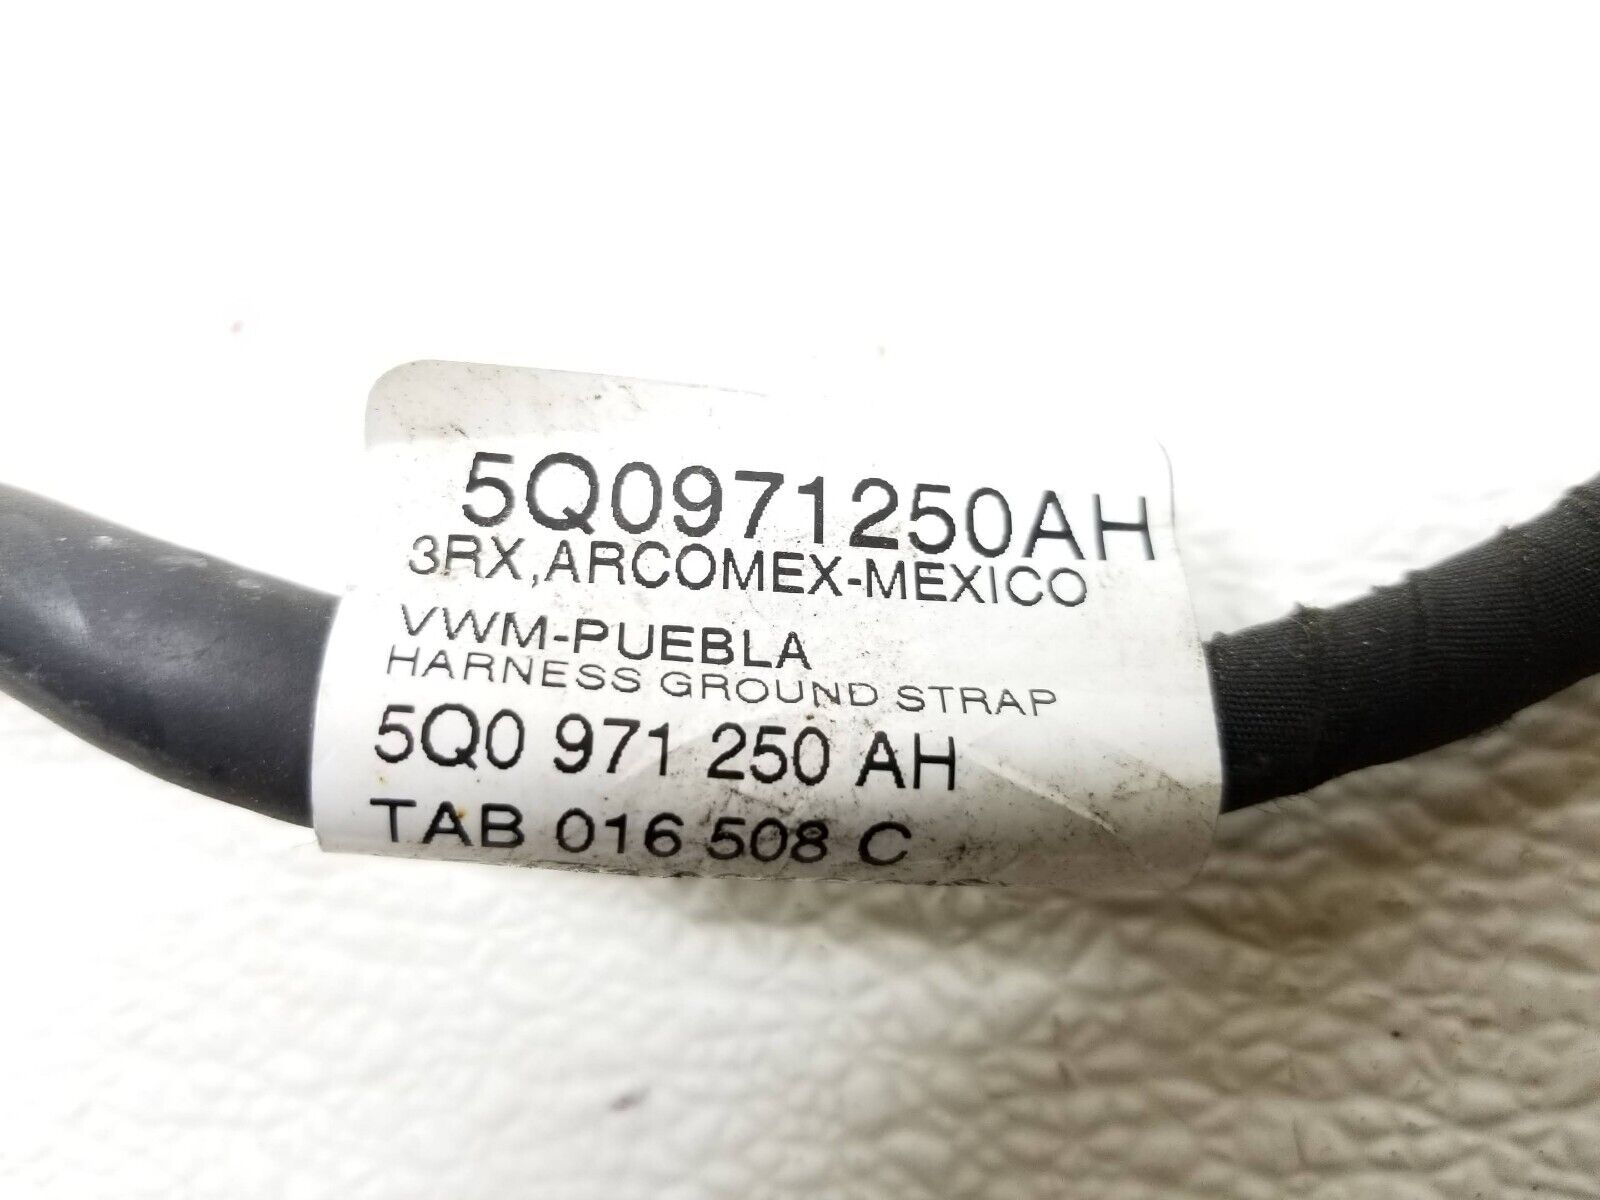 5Q0971250AH
3RX,ARCOMEX-MEXICO
VWM-PUEBLA
HARNESS GROUND STRAP
5Q0 971 250 AH
TAB 016 508 C